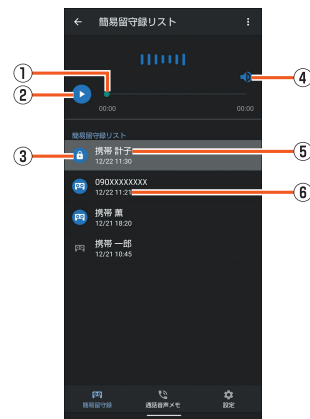 簡易留守録リスト
①
②
④
00:00
00:00
簡易留守録リスト
③
携帯 計子
⑤
12/22 11:30
090XXXXXXXX
12/22 11:21
⑥
携帯 薫
12/21 18:20
携帯 一郎
12/21 10:45
簡易留守録
通話音声メモ
設定